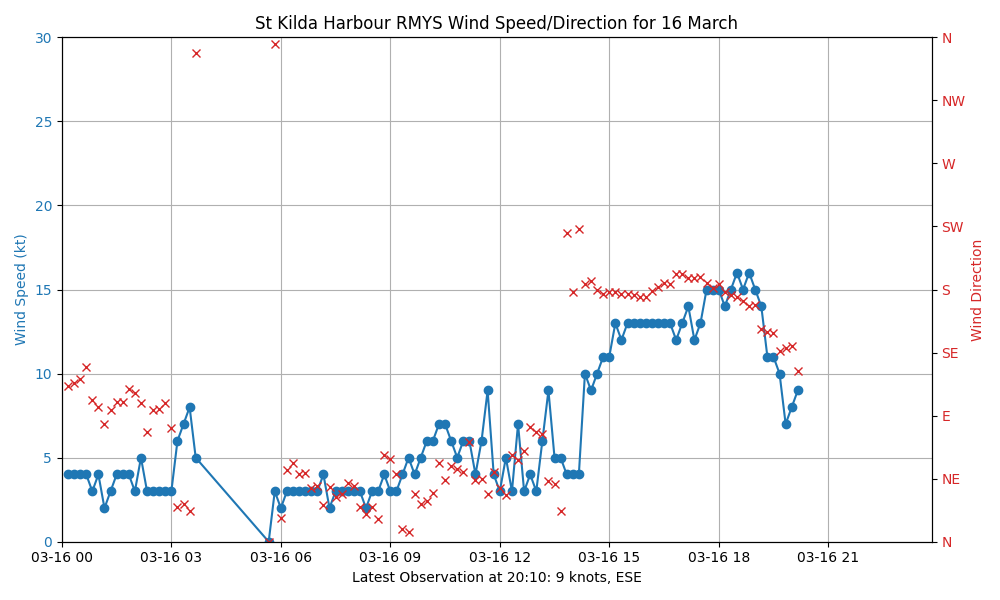 St Kilda Harbour RMYS Wind Speed/Direction for 16 March
30
25
20
15
10
5
0
Wind Speed (kt)
N
NW
W
SW
S
SE
E
NE
N
Wind Direction
03-16 00
03-16 03
03-16 06
03-16 09
03-16 12
03-16 15
03-16 18
03-16 21
Latest Observation at 20:10: 9 knots, ESE